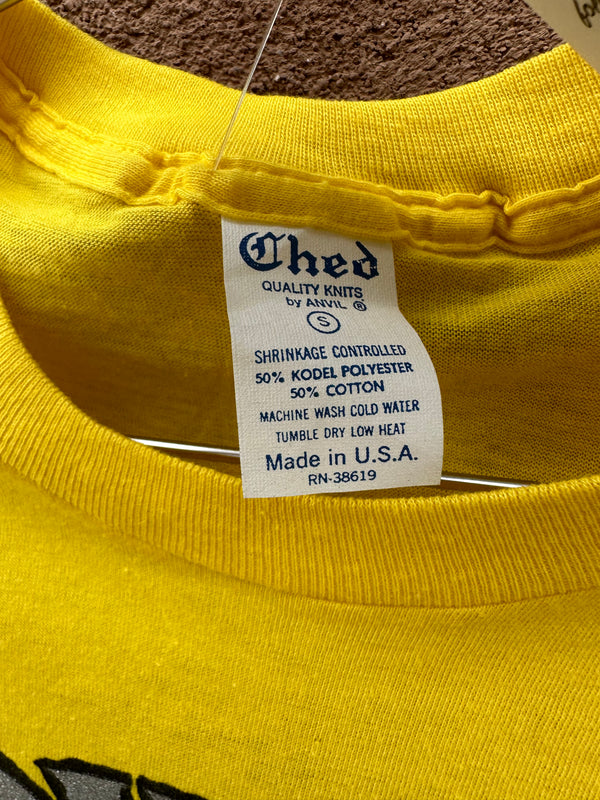 Ched
QUALITY KNITS
by ANVIL ®
S
SHRINKAGE CONTROLLED
50% KODEL POLYESTER
50% COTTON
MACHINE WASH COLD WATER
TUMBLE DRY LOW HEAT
Made in U.S.A.
RN-38619